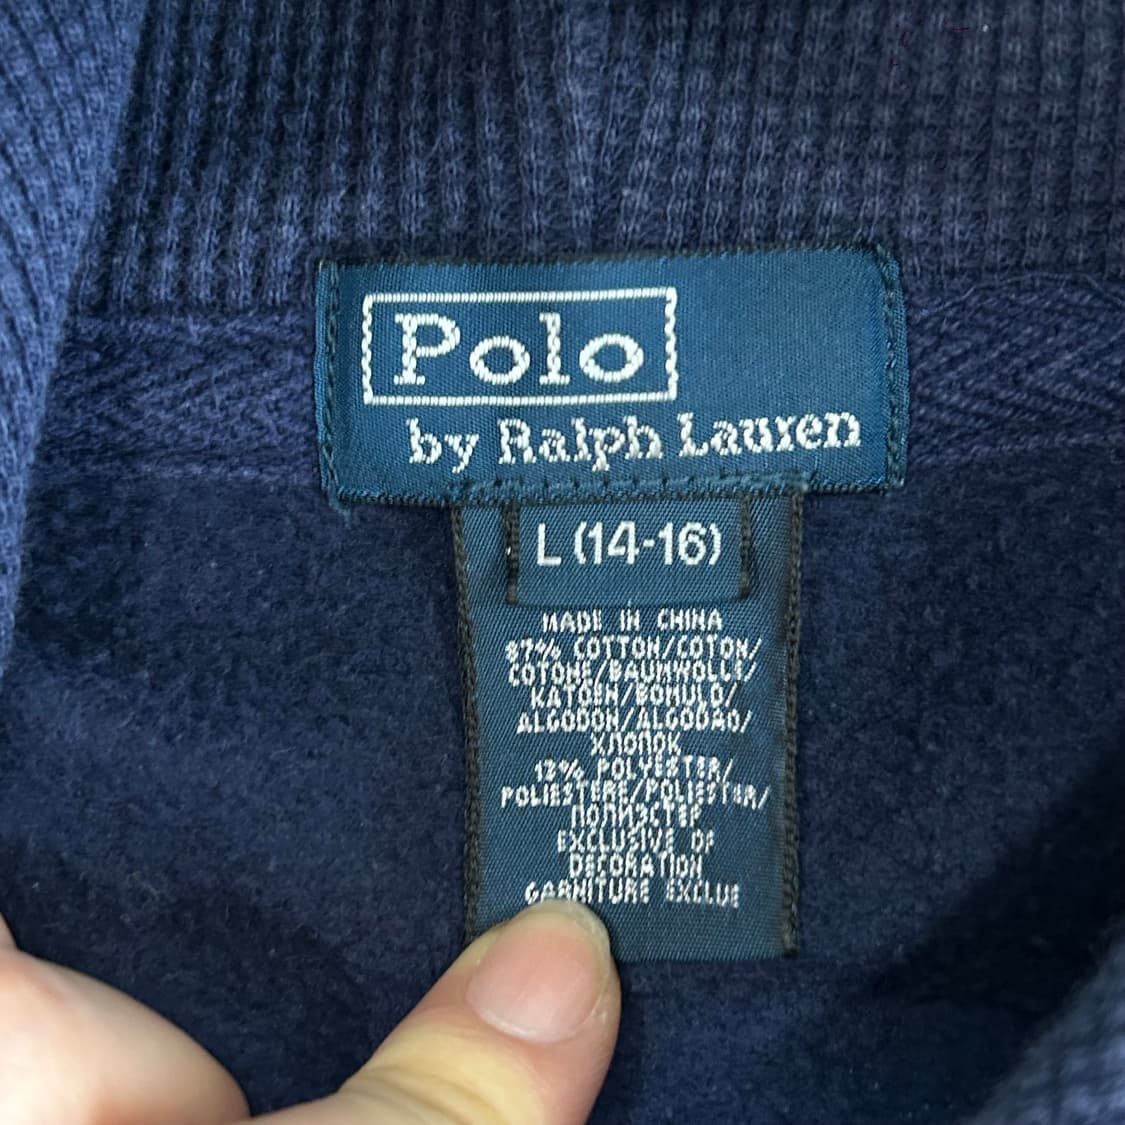 Polo
by Ralph Lauren
L (14-16)
MADE IN CHINA
87% COTTON/COTON/
COTONE/BAUMWOLLE/
KATOEN/BOMULD/
ALGODON/ALGODAO/
ХЛОПОК
13% POLYESTER/
POLIESTERE/POLIESTER/
ПОЛИЭСТЕР
EXCLUSIVE OF
DECORATION
GARNITURE EXCLUE